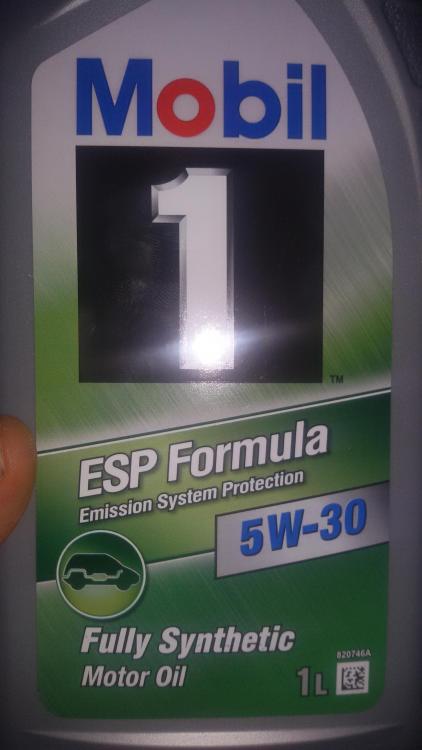 Mobil
1
TM
ESP Formula
Emission System Protection
5W-30
Fully Synthetic
Motor Oil
820746A
1L